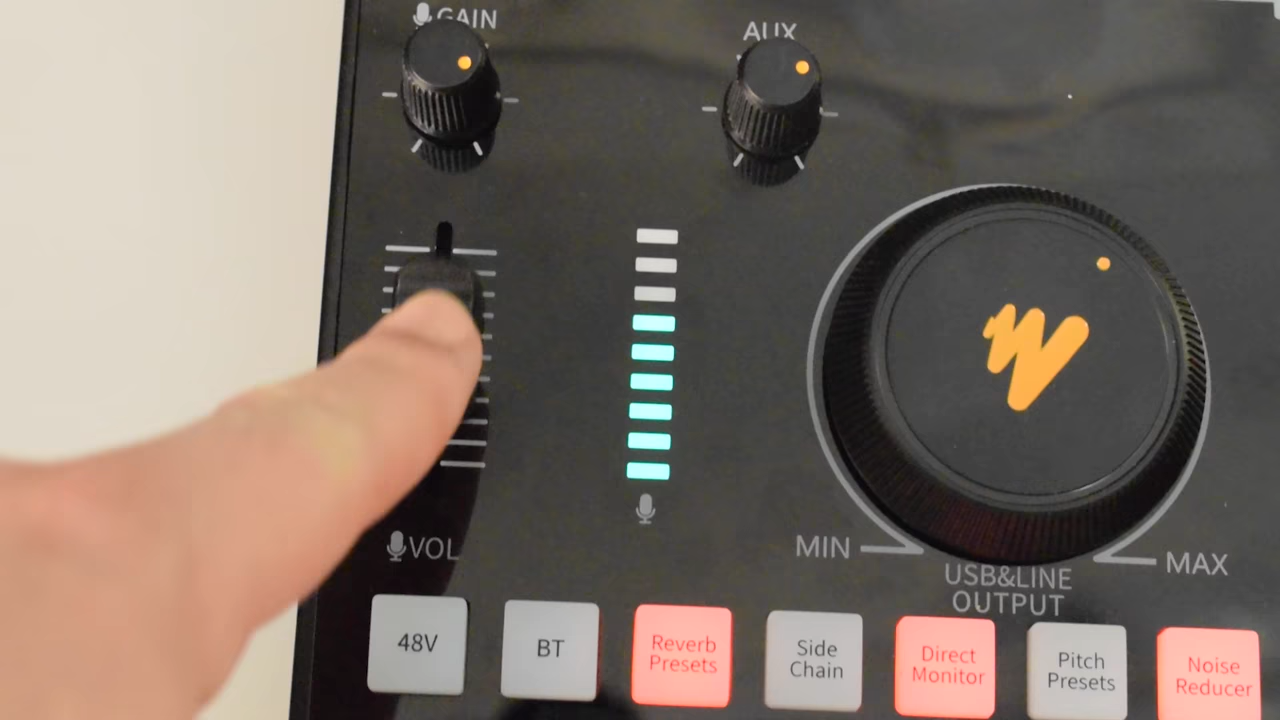 GAIN
AUX
VOL
MIN
MAX
USB&LINE
OUTPUT
48V
BT
Reverb
Presets
Side
Chain
Direct
Monitor
Pitch
Presets
Noise
Reducer